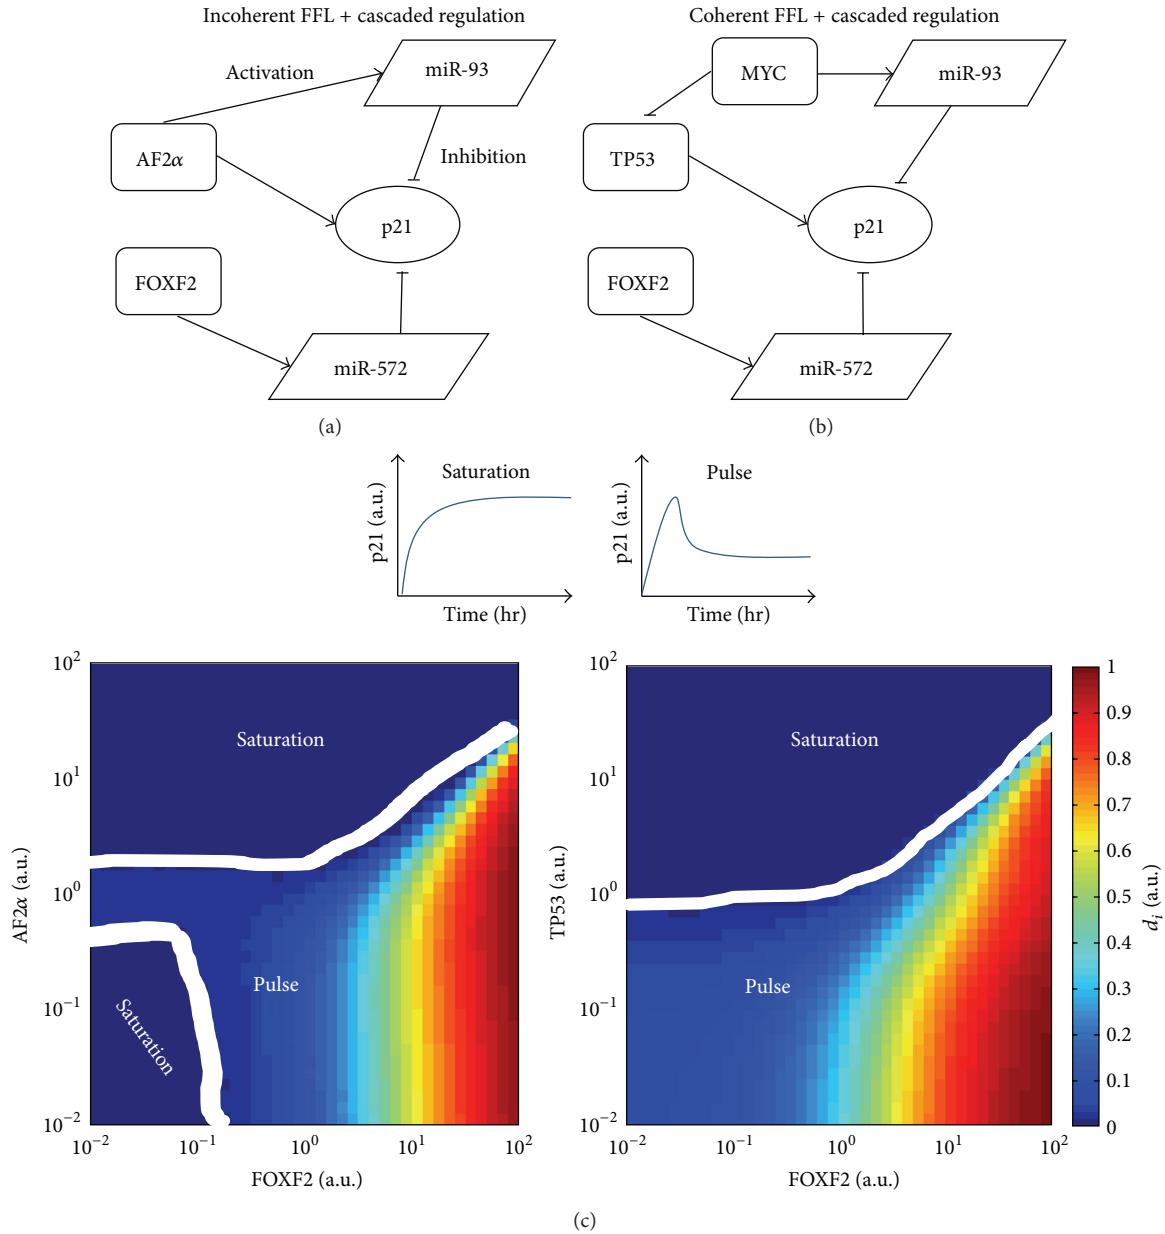 Incoherent FFL + cascaded regulation
Coherent FFL + cascaded regulation
Activation
miR-93
AF2α
Inhibition
p21
FOXF2
miR-572
(a)
MYC
miR-93
TP53
p21
FOXF2
miR-572
(b)
Saturation
p21 (a.u.)
Time (hr)
Pulse
p21 (a.u.)
Time (hr)
10²
10¹
10⁰
10⁻¹
10⁻²
AF2α (a.u.)
Saturation
Pulse
Saturation
10⁻²
10⁻¹
10⁰
10¹
10²
FOXF2 (a.u.)
10²
10¹
10⁰
10⁻¹
10⁻²
TP53 (a.u.)
Saturation
Pulse
10⁻²
10⁻¹
10⁰
10¹
10²
FOXF2 (a.u.)
1
0.9
0.8
0.7
0.6
0.5
0.4
0.3
0.2
0.1
0
dᵢ (a.u.)
(c)